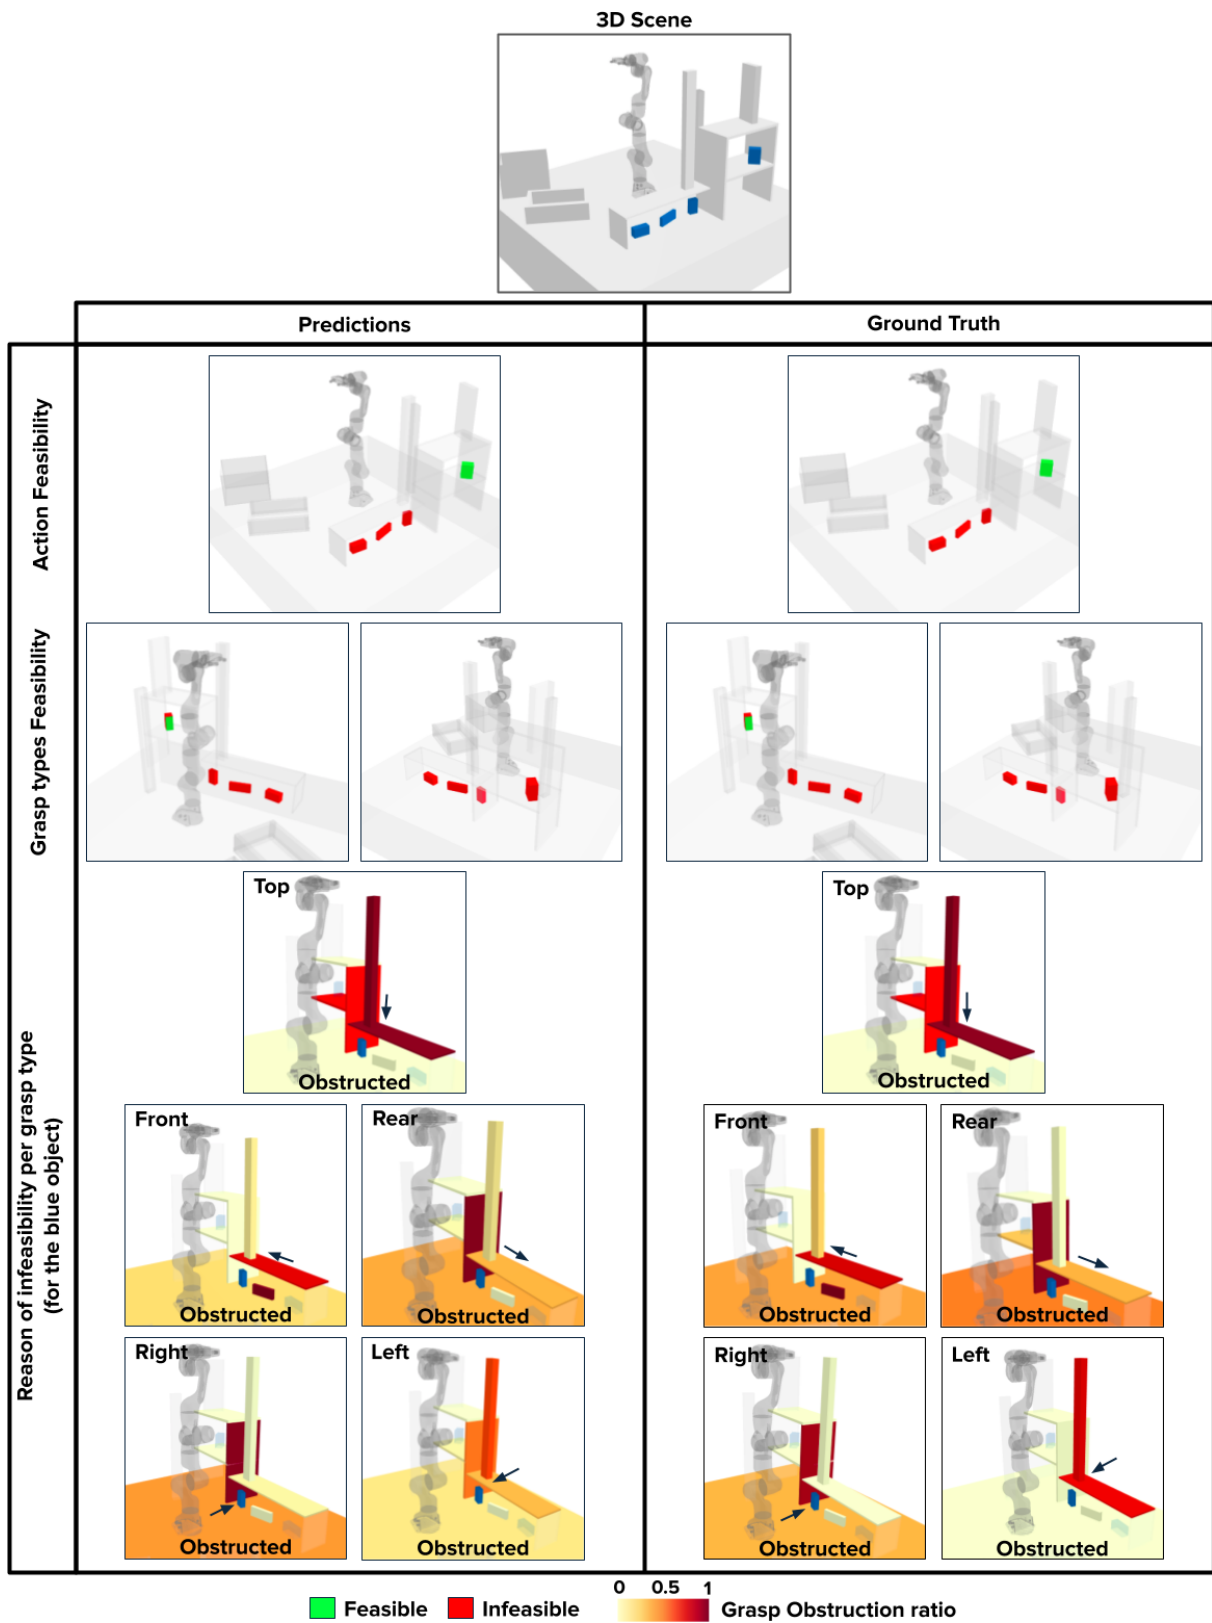 3D Scene
Predictions
Ground Truth
Action Feasibility
Grasp types Feasibility
Top
Obstructed
Top
Obstructed
Reason of infeasibility per grasp type
(for the blue object)
Front
Obstructed
Rear
Obstructed
Front
Obstructed
Rear
Obstructed
Right
Obstructed
Left
Obstructed
Right
Obstructed
Left
Obstructed
0 0.5 1
Feasible Infeasible Grasp Obstruction ratio